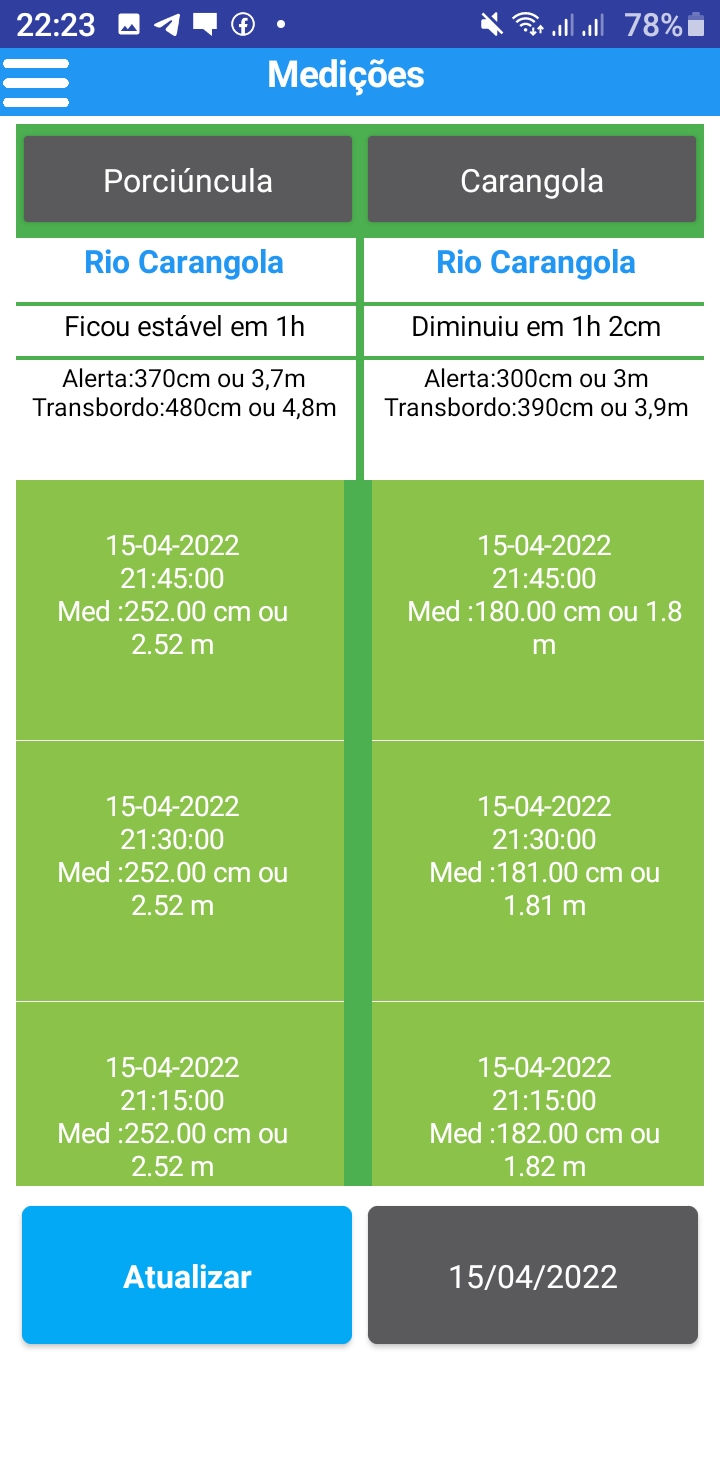 22:23
78%
Medições
Porciúncula
Carangola
Rio Carangola
Rio Carangola
Ficou estável em 1h
Diminuiu em 1h 2cm
Alerta:370cm ou 3,7m
Transbordo:480cm ou 4,8m
Alerta:300cm ou 3m
Transbordo:390cm ou 3,9m
15-04-2022
21:45:00
Med :252.00 cm ou
2.52 m
15-04-2022
21:45:00
Med :180.00 cm ou 1.8
m
15-04-2022
21:30:00
Med :252.00 cm ou
2.52 m
15-04-2022
21:30:00
Med :181.00 cm ou
1.81 m
15-04-2022
21:15:00
Med :252.00 cm ou
2.52 m
15-04-2022
21:15:00
Med :182.00 cm ou
1.82 m
Atualizar
15/04/2022